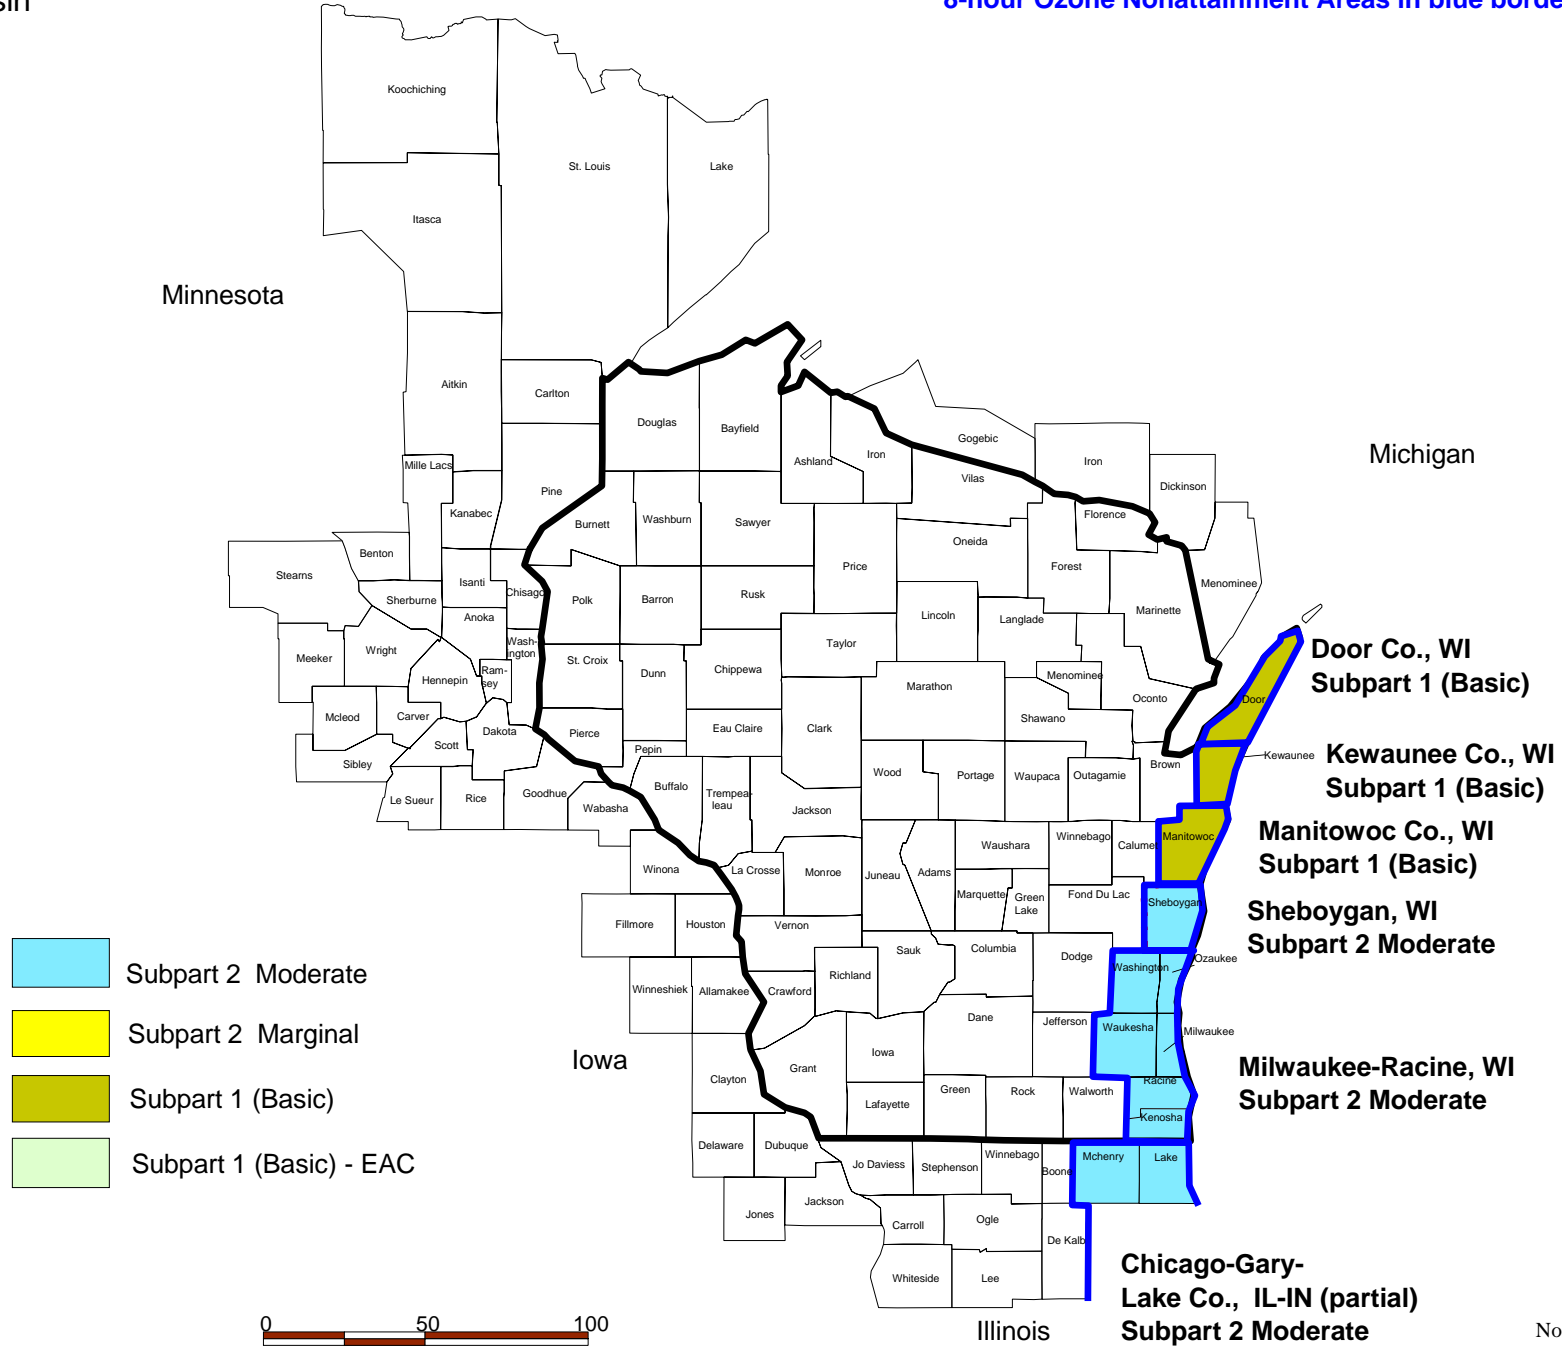 8-hour Ozone Nonattainment Areas in blue borde
Koochiching
St. Louis
Lake
Itasca
Minnesota
Aitkin
Carlton
Douglas
Bayfield
Ashland
Iron
Gogebic
Iron
Michigan
Mille Lacs
Pine
Vilas
Dickinson
Kanabec
Burnett
Washburn
Sawyer
Florence
Oneida
Benton
Price
Forest
Stearns
Isanti
Chisago
Menominee
Sherburne
Polk
Barron
Rusk
Marinette
Anoka
Lincoln
Langlade
Wright
Wash-
ington
Taylor
Meeker
St. Croix
Dunn
Chippewa
Hennepin
Ram-
sey
Menominee
Marathon
Oconto
Door
Door Co., WI
Subpart 1 (Basic)
Mcleod
Carver
Dakota
Shawano
Scott
Pierce
Eau Claire
Clark
Pepin
Sibley
Brown
Kewaunee
Kewaunee Co., WI
Subpart 1 (Basic)
Wood
Portage
Waupaca
Outagamie
Buffalo
Trempea-
leau
Le Sueur
Rice
Goodhue
Wabasha
Jackson
Manitowoc
Manitowoc Co., WI
Subpart 1 (Basic)
Waushara
Winnebago
Calumet
Winona
La Crosse
Monroe
Juneau
Adams
Marquette
Green
Lake
Fond Du Lac
Sheboygan
Sheboygan, WI
Subpart 2 Moderate
Fillmore
Houston
Vernon
Sauk
Columbia
Dodge
Washington
Ozaukee
Subpart 2 Moderate
Richland
Winneshiek
Allamakee
Crawford
Dane
Jefferson
Waukesha
Milwaukee
Subpart 2 Marginal
Iowa
Iowa
Grant
Clayton
Milwaukee-Racine, WI
Subpart 2 Moderate
Racine
Green
Rock
Walworth
Lafayette
Kenosha
Subpart 1 (Basic)
Delaware
Dubuque
Jo Daviess
Stephenson
Winnebago
Boone
Mchenry
Lake
Subpart 1 (Basic) - EAC
Jones
Jackson
Carroll
Ogle
De Kalb
Whiteside
Lee
Chicago-Gary-
Lake Co., IL-IN (partial)
Subpart 2 Moderate
0 50 100
Illinois
No